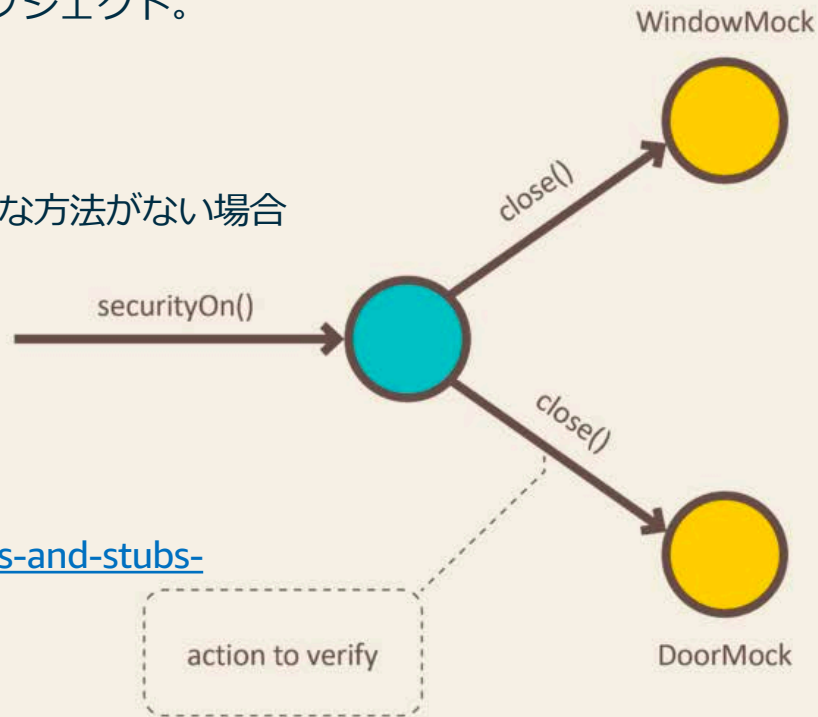 ブジェクト。
WindowMock
close()
な方法がない場合
securityOn()
close()
s-and-stubs-
action to verify
DoorMock